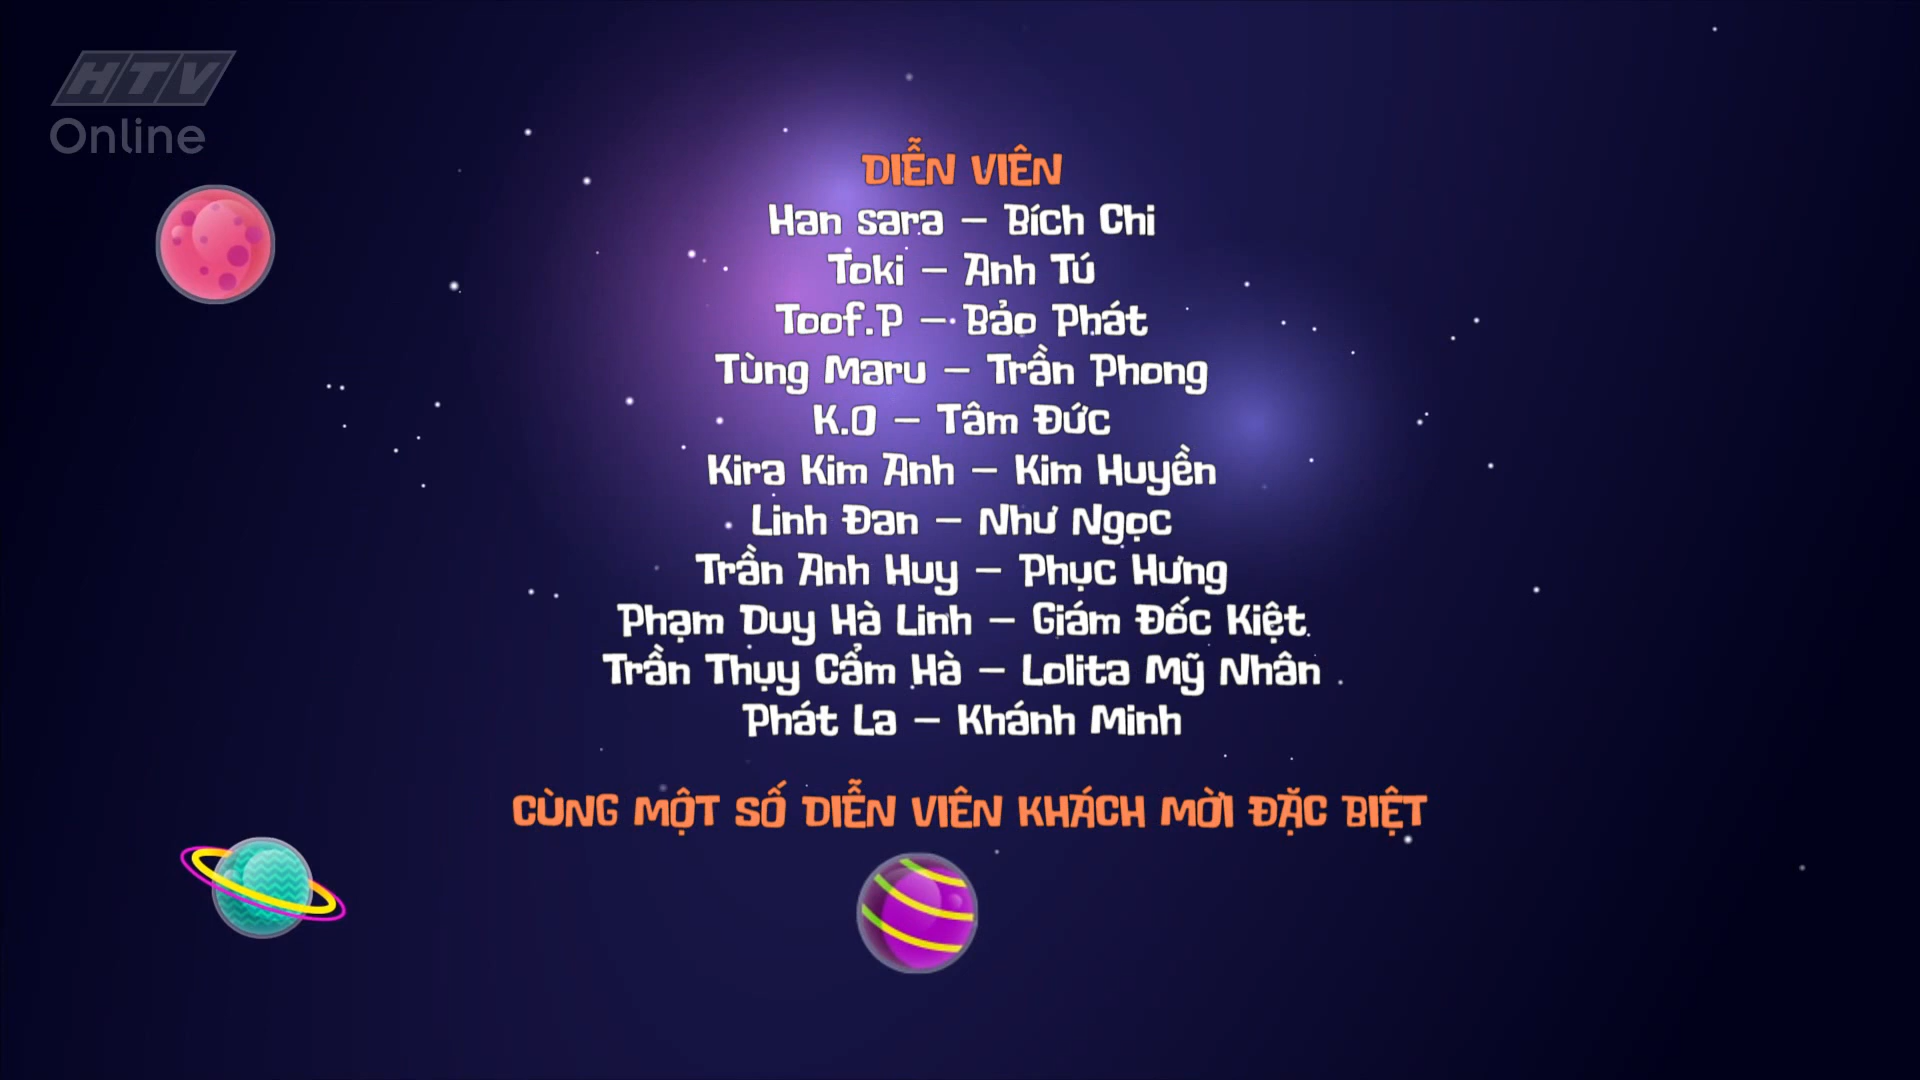 HTV
Online
DIỄN VIÊN
Han sara – Bích Chi
Toki – Anh Tú
Toof.P – Bảo Phát
Tùng Maru – Trần Phong
K.O – Tâm Đức
Kira Kim Anh – Kim Huyền
Linh Đan – Như Ngọc
Trần Anh Huy – Phục Hưng
Phạm Duy Hà Linh – Giám Đốc Kiệt
Trần Thụy Cẩm Hà – Lolita Mỹ Nhân
Phát La – Khánh Minh
CÙNG MỘT SỐ DIỄN VIÊN KHÁCH MỜI ĐẶC BIỆT